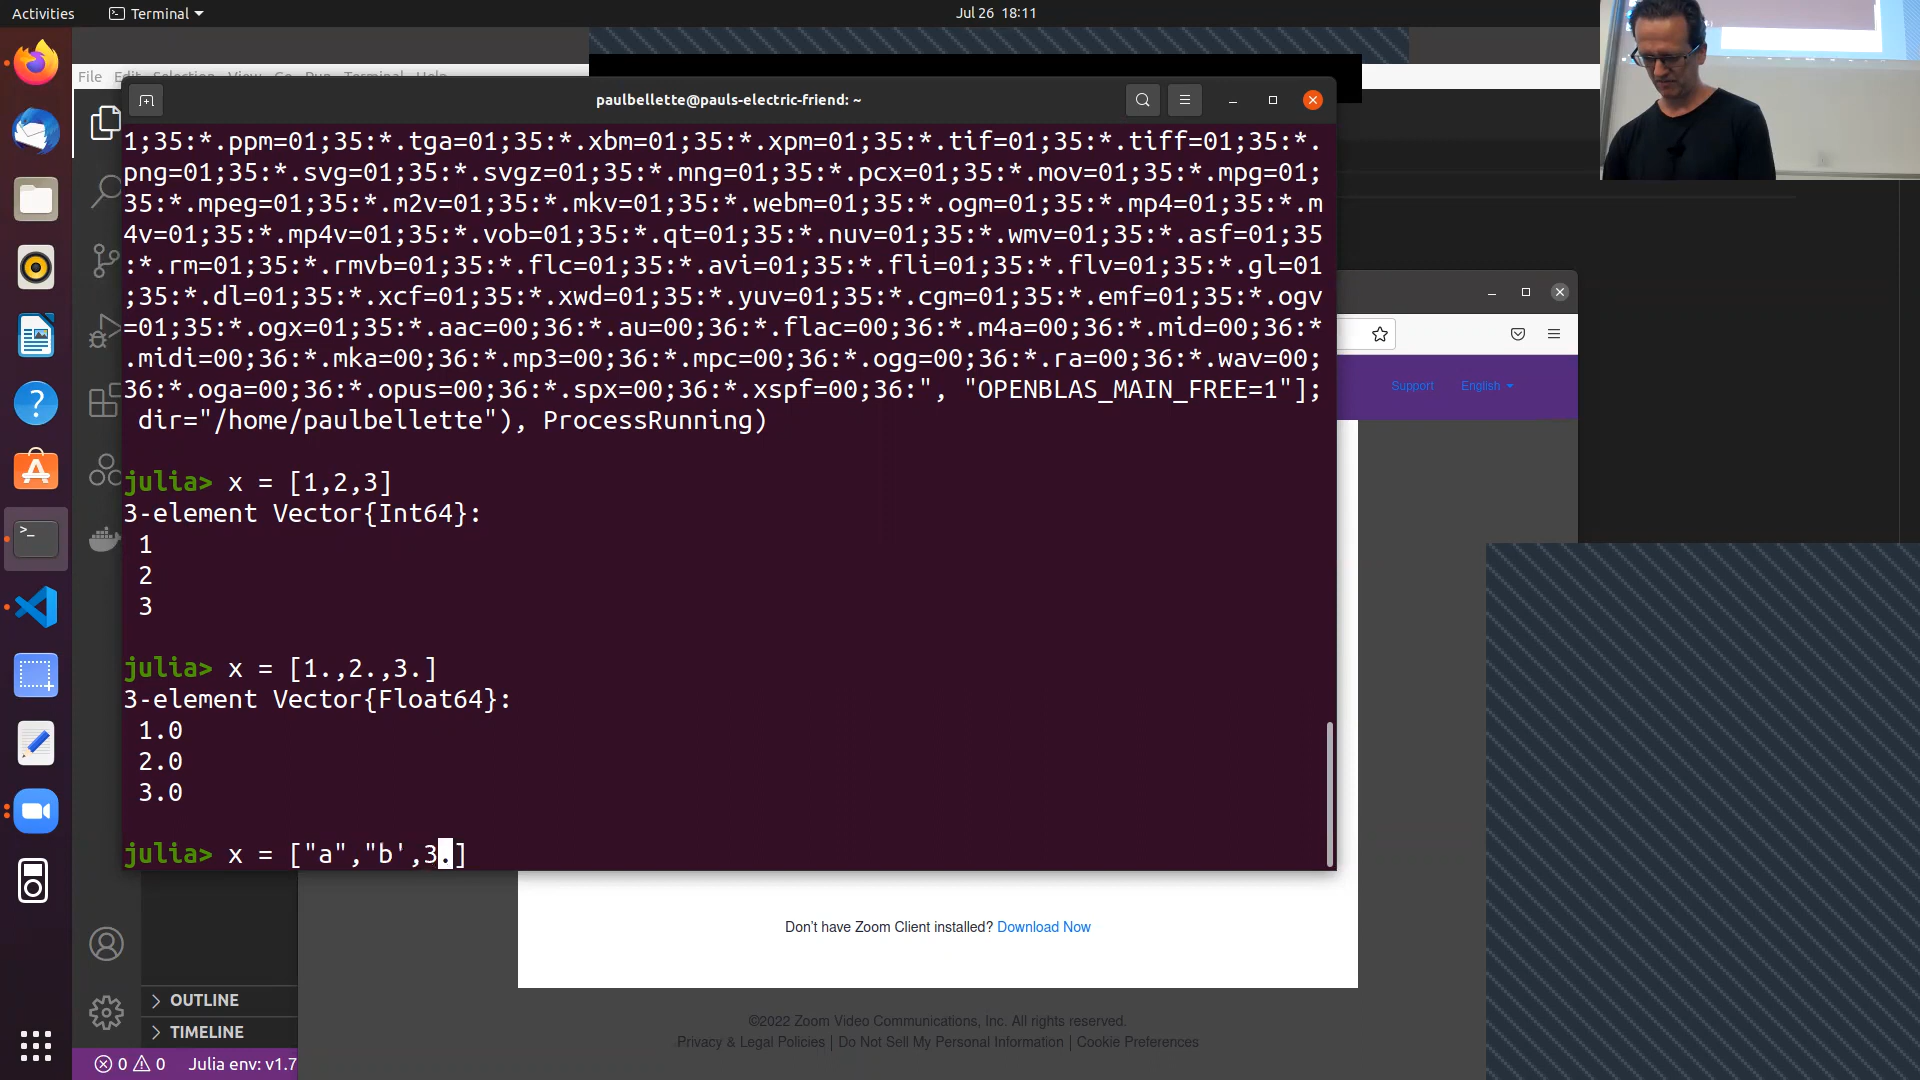 Activities
Terminal
Jul 26 18:11
File Edit Selection View Go Run Terminal Help
paulbellette@pauls-electric-friend: ~
1;35:*.ppm=01;35:*.tga=01;35:*.xbm=01;35:*.xpm=01;35:*.tif=01;35:*.tiff=01;35:*.
png=01;35:*.svg=01;35:*.svgz=01;35:*.mng=01;35:*.pcx=01;35:*.mov=01;35:*.mpg=01;
35:*.mpeg=01;35:*.m2v=01;35:*.mkv=01;35:*.webm=01;35:*.ogm=01;35:*.mp4=01;35:*.m
4v=01;35:*.mp4v=01;35:*.vob=01;35:*.qt=01;35:*.nuv=01;35:*.wmv=01;35:*.asf=01;35
:*.rm=01;35:*.rmvb=01;35:*.flc=01;35:*.avi=01;35:*.fli=01;35:*.flv=01;35:*.gl=01
;35:*.dl=01;35:*.xcf=01;35:*.xwd=01;35:*.yuv=01;35:*.cgm=01;35:*.emf=01;35:*.ogv
=01;35:*.ogx=01;35:*.aac=00;36:*.au=00;36:*.flac=00;36:*.m4a=00;36:*.mid=00;36:*
.midi=00;36:*.mka=00;36:*.mp3=00;36:*.mpc=00;36:*.ogg=00;36:*.ra=00;36:*.wav=00;
36:*.oga=00;36:*.opus=00;36:*.spx=00;36:*.xspf=00;36:", "OPENBLAS_MAIN_FREE=1"];
dir="/home/paulbellette"), ProcessRunning)
julia> x = [1,2,3]
3-element Vector{Int64}:
1
2
3
julia> x = [1.,2.,3.]
3-element Vector{Float64}:
1.0
2.0
3.0
julia> x = ["a","b',3.]
Support
English
Don't have Zoom Client installed? Download Now
©2022 Zoom Video Communications, Inc. All rights reserved.
Privacy & Legal Policies | Do Not Sell My Personal Information | Cookie Preferences
OUTLINE
TIMELINE
0 0 Julia env: v1.7